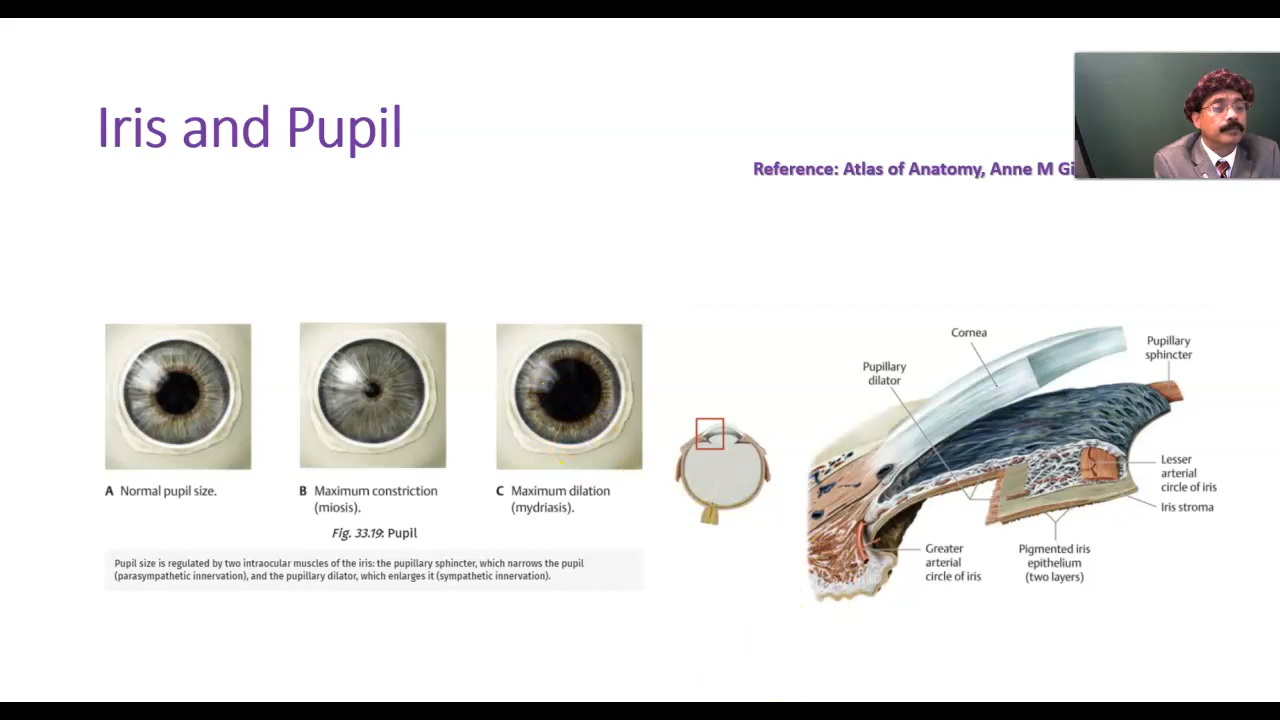 Iris and Pupil
Reference: Atlas of Anatomy, Anne M
A Normal pupil size.
B Maximum constriction
(miosis).
C Maximum dilation
(mydriasis).
Fig. 33.19: Pupil
Pupil size is regulated by two intraocular muscles of the iris: the pupillary sphincter, which narrows the pupil
(parasympathetic innervation), and the pupillary dilator, which enlarges it (sympathetic innervation).
Cornea
Pupillary
sphincter
Pupillary
dilator
Lesser
arterial
circle of iris
Iris stroma
Greater
arterial
circle of iris
Pigmented iris
epithelium
(two layers)